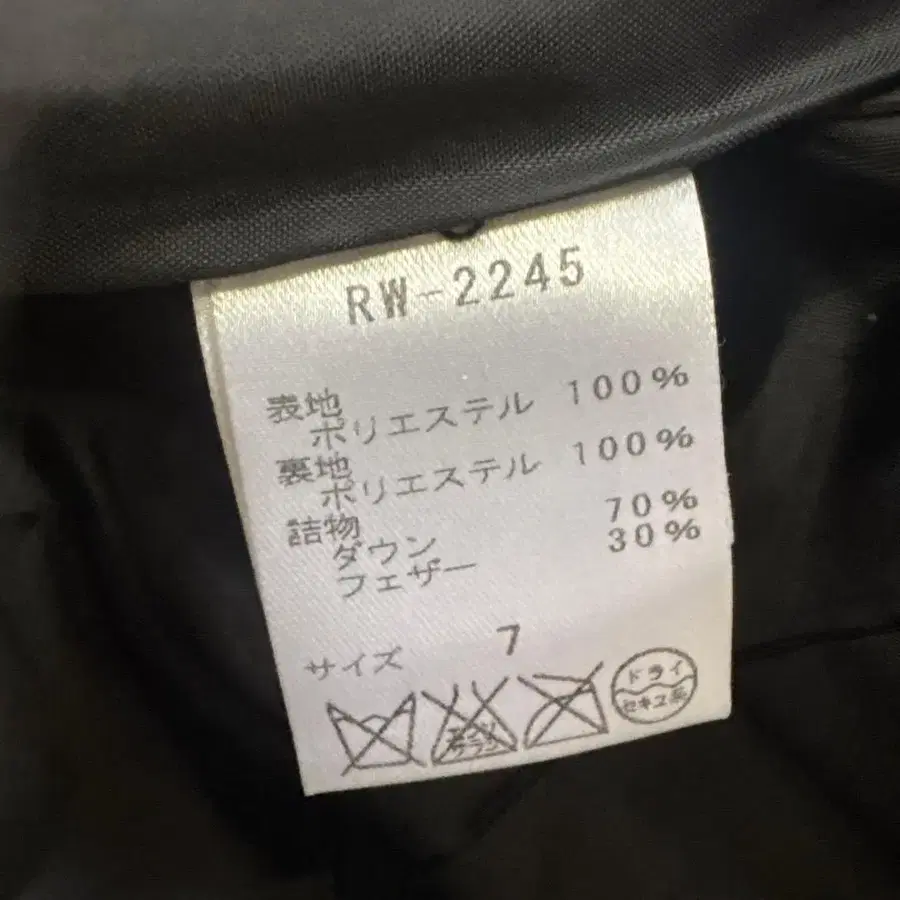 RW-2245
表地
ポリエステル 100%
裏地
ポリエステル 100%
詰物
ダウン 70%
フェザー 30%
サイズ 7
ドライ
セキユ系